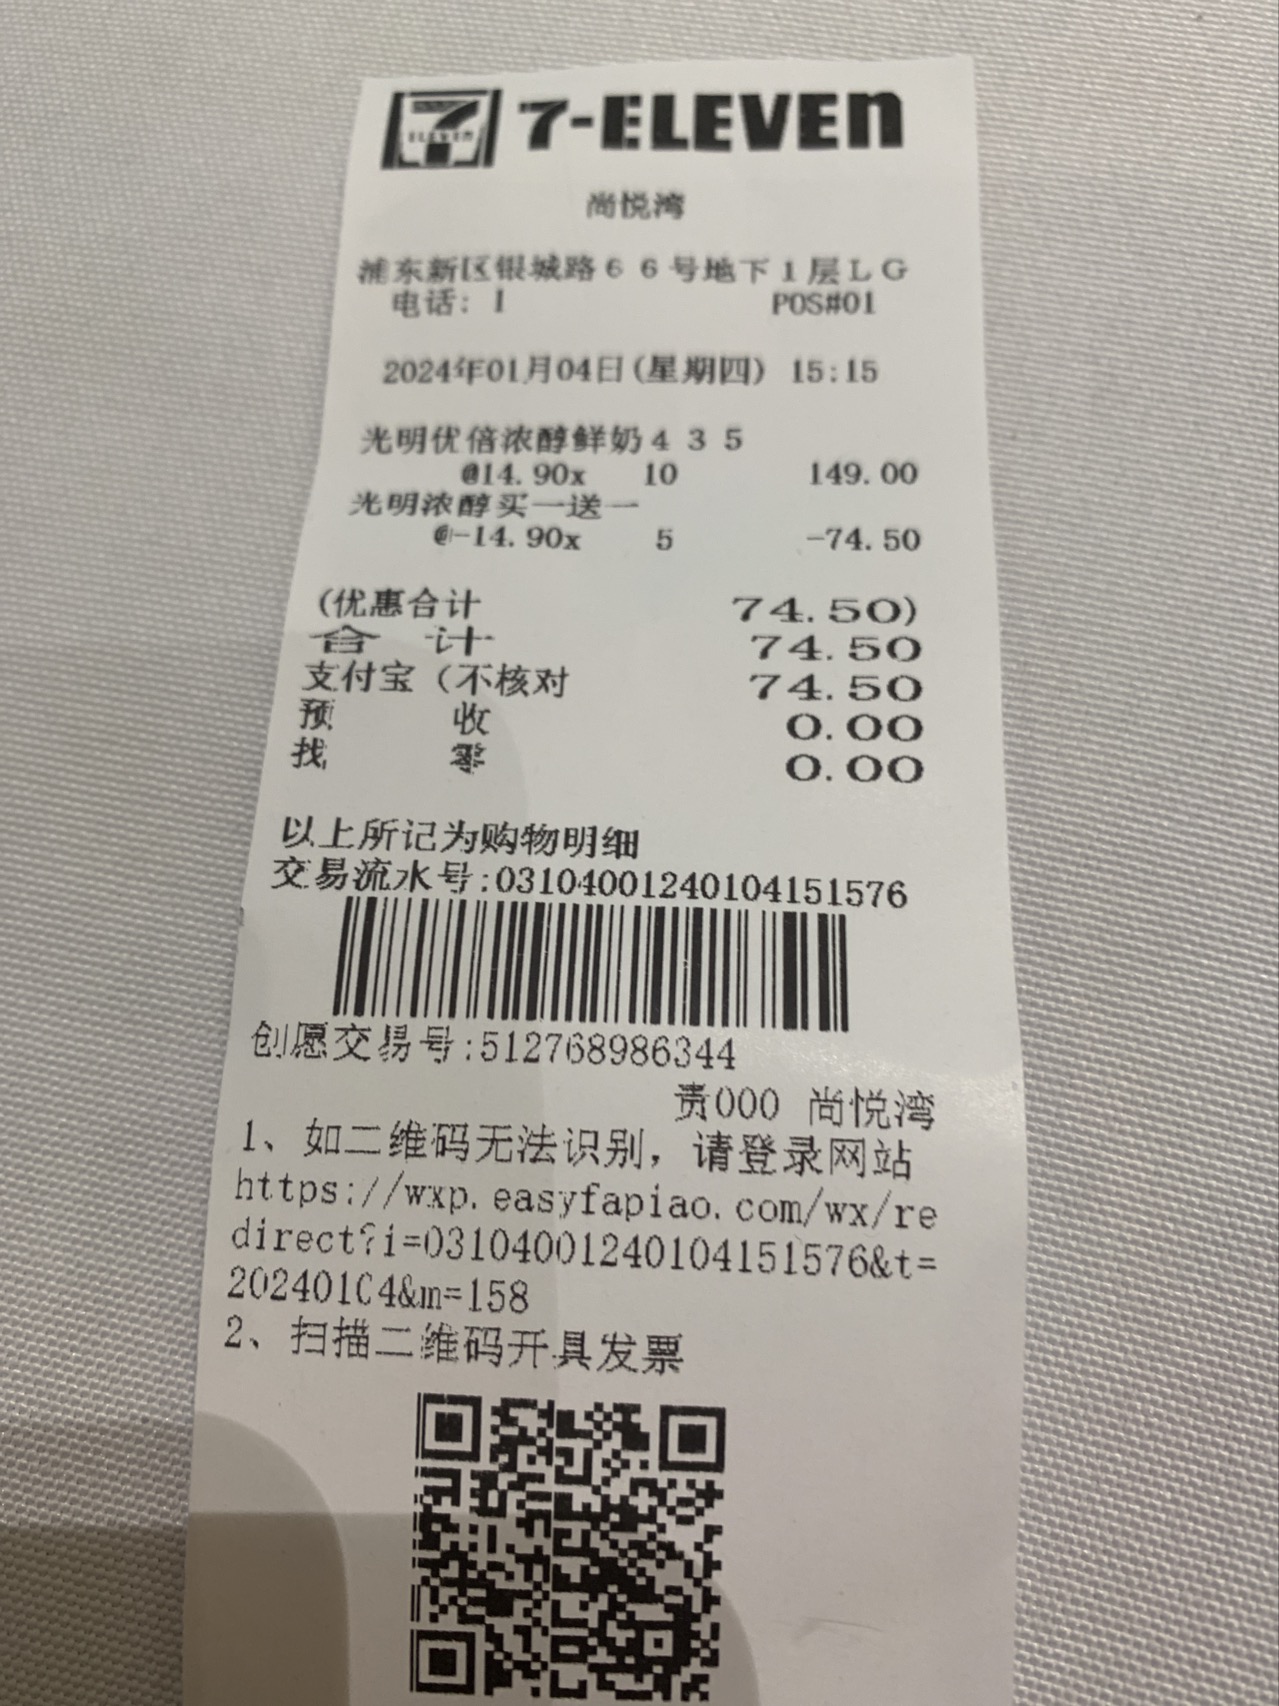 7-ELEVEn
ELEVEN
尚悦湾
浦东新区银城路66号地下1层LG
电话: 1 POS#01
2024年01月04日(星期四) 15:15
光明优倍浓醇鲜奶435
@14.90x 10 149.00
光明浓醇买一送一
@-14.90x 5 -74.50
(优惠合计 74.50)
合 计 74.50
支付宝(不核对 74.50
预 收 0.00
找 零 0.00
以上所记为购物明细
交易流水号:031040012401041515​76
创愿交易号:512768986344
责000 尚悦湾
1、如二维码无法识别，请登录网站
https://wxp.easyfapiao.com/wx/re
direct?i=03104001240104151576&t=
20240104&m=158
2、扫描二维码开具发票